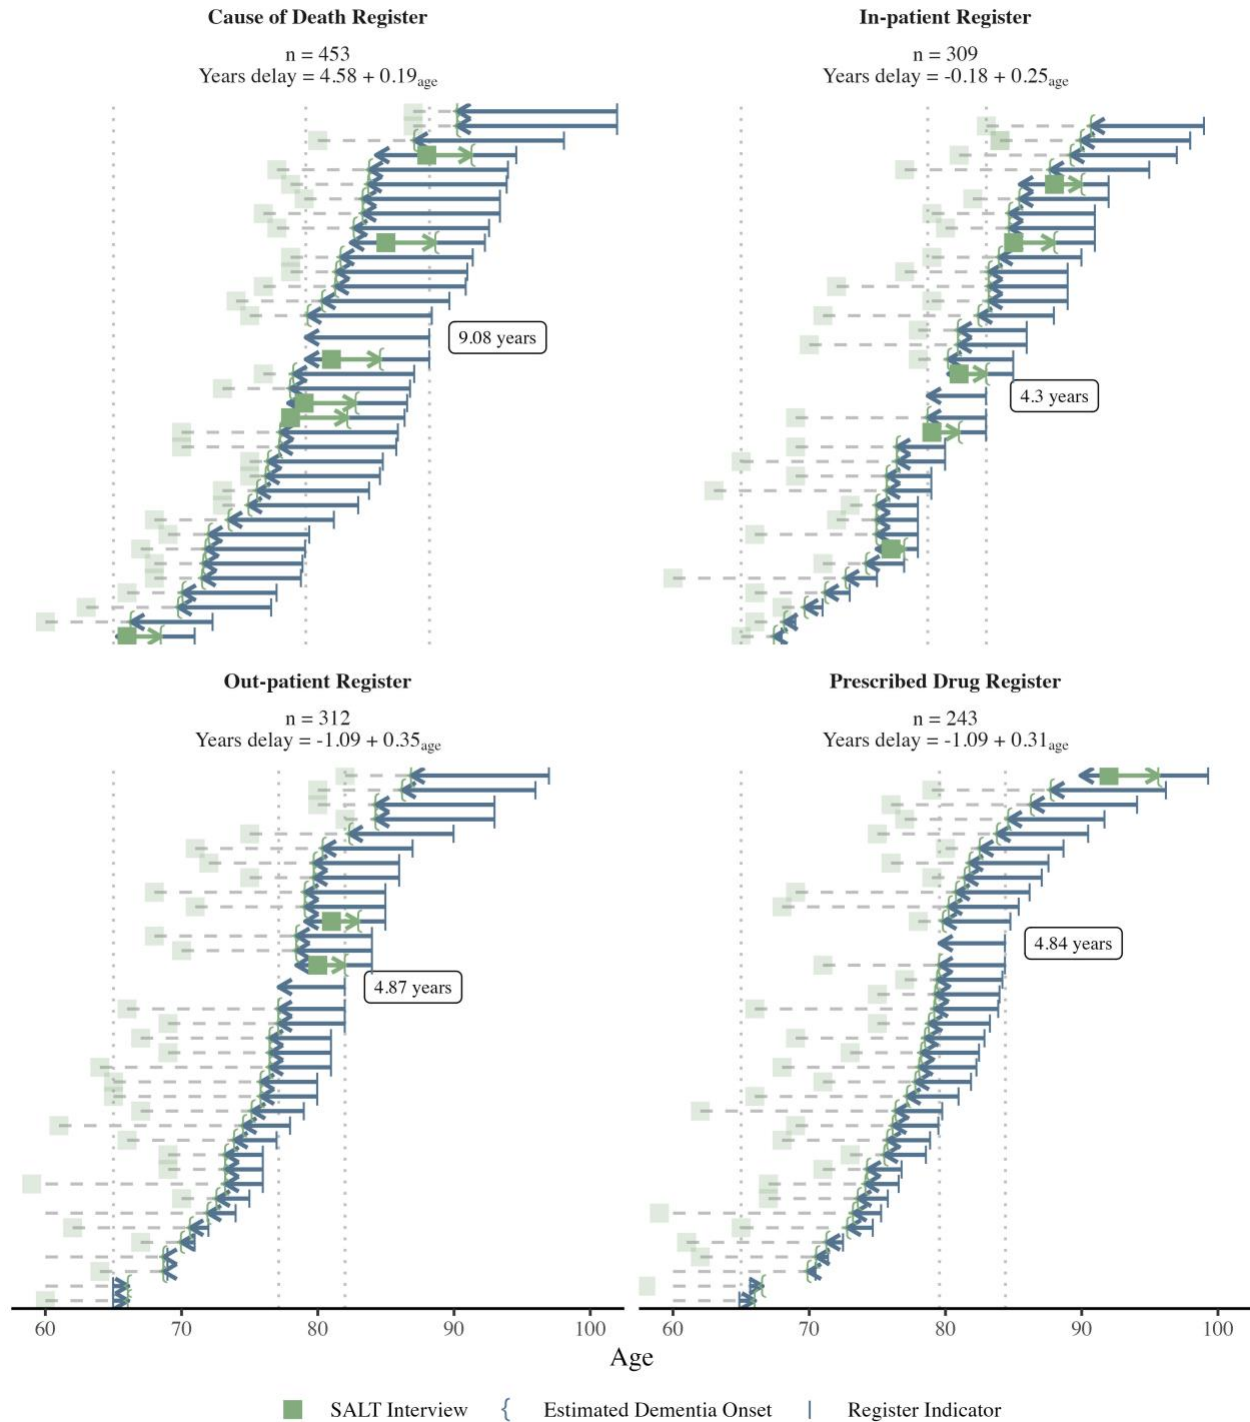 Cause of Death Register
n = 453
Years delay = 4.58 + 0.19age
9.08 years
In-patient Register
n = 309
Years delay = -0.18 + 0.25age
4.3 years
Out-patient Register
n = 312
Years delay = -1.09 + 0.35age
4.87 years
Prescribed Drug Register
n = 243
Years delay = -1.09 + 0.31age
4.84 years
60 70 80 90 100 60 70 80 90 100
Age
SALT Interview { Estimated Dementia Onset | Register Indicator